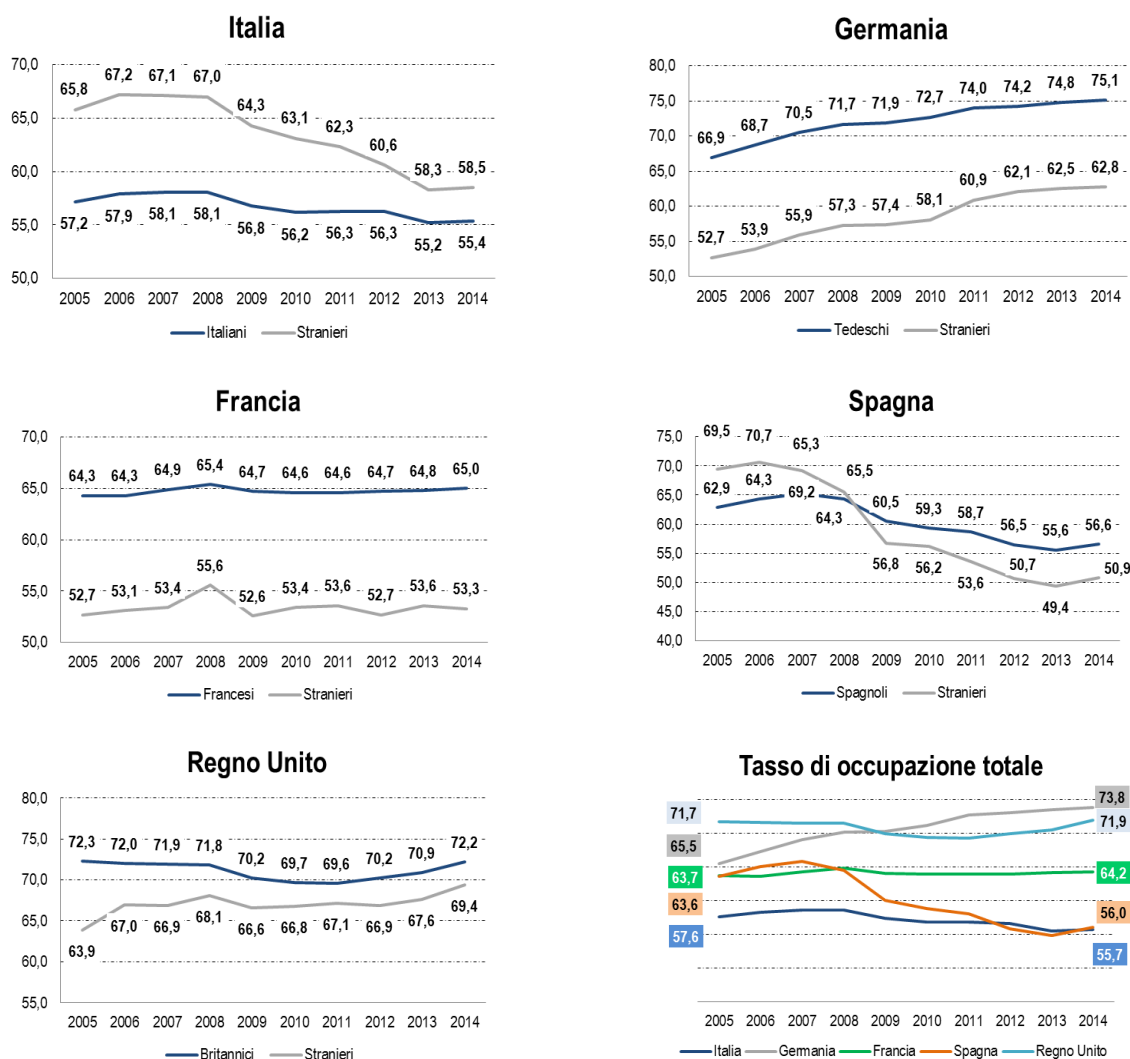 Italia
70,0
65,0
60,0
55,0
50,0
65,8 67,2 67,1 67,0 64,3 63,1 62,3 60,6 58,3 58,5
57,2 57,9 58,1 58,1 56,8 56,2 56,3 56,3 55,2 55,4
2005 2006 2007 2008 2009 2010 2011 2012 2013 2014
Italiani Stranieri
Germania
80,0
75,0
70,0
65,0
60,0
55,0
50,0
66,9 68,7 70,5 71,7 71,9 72,7 74,0 74,2 74,8 75,1
52,7 53,9 55,9 57,3 57,4 58,1 60,9 62,1 62,5 62,8
2005 2006 2007 2008 2009 2010 2011 2012 2013 2014
Tedeschi Stranieri
Francia
70,0
65,0
60,0
55,0
50,0
64,3 64,3 64,9 65,4 64,7 64,6 64,6 64,7 64,8 65,0
52,7 53,1 53,4 55,6 52,6 53,4 53,6 52,7 53,6 53,3
2005 2006 2007 2008 2009 2010 2011 2012 2013 2014
Francesi Stranieri
Spagna
75,0
70,0
65,0
60,0
55,0
50,0
45,0
40,0
69,5 70,7 65,3 65,5 60,5 59,3 58,7 56,5 55,6 56,6
62,9 64,3 69,2 64,3 56,8 56,2 53,6 50,7 49,4 50,9
2005 2006 2007 2008 2009 2010 2011 2012 2013 2014
Spagnoli Stranieri
Regno Unito
80,0
75,0
70,0
65,0
60,0
55,0
72,3 72,0 71,9 71,8 70,2 69,7 69,6 70,2 70,9 72,2
63,9 67,0 66,9 68,1 66,6 66,8 67,1 66,9 67,6 69,4
2005 2006 2007 2008 2009 2010 2011 2012 2013 2014
Britannici Stranieri
Tasso di occupazione totale
71,7
65,5
63,7
63,6
57,6
73,8
71,9
64,2
56,0
55,7
2005 2006 2007 2008 2009 2010 2011 2012 2013 2014
Italia Germania Francia Spagna Regno Unito